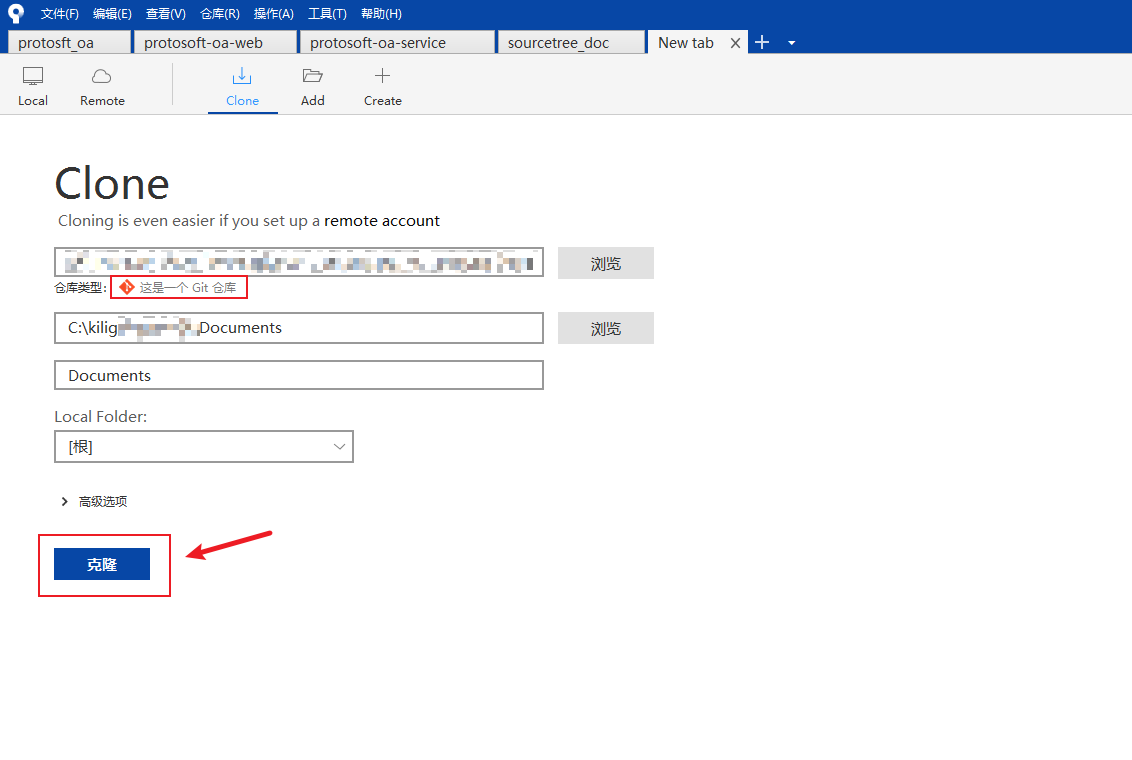 文件(F) 编辑(E) 查看(V) 仓库(R) 操作(A) 工具(T) 帮助(H)
protosft_oa protosoft-oa-web protosoft-oa-service sourcetree_doc New tab
Local Remote Clone Add Create
Clone
Cloning is even easier if you set up a remote account
浏览
仓库类型: 这是一个 Git 仓库
C:\kilig Documents 浏览
Documents
Local Folder:
[根]
高级选项
克隆